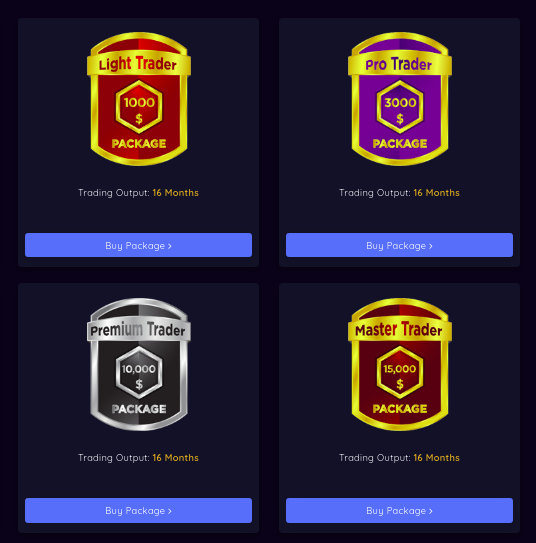 Light Trader
1000
$
PACKAGE
Trading Output: 16 Months
Buy Package ›
Pro Trader
3000
$
PACKAGE
Trading Output: 16 Months
Buy Package ›
Premium Trader
10,000
$
PACKAGE
Trading Output: 16 Months
Buy Package ›
Master Trader
15,000
$
PACKAGE
Trading Output: 16 Months
Buy Package ›